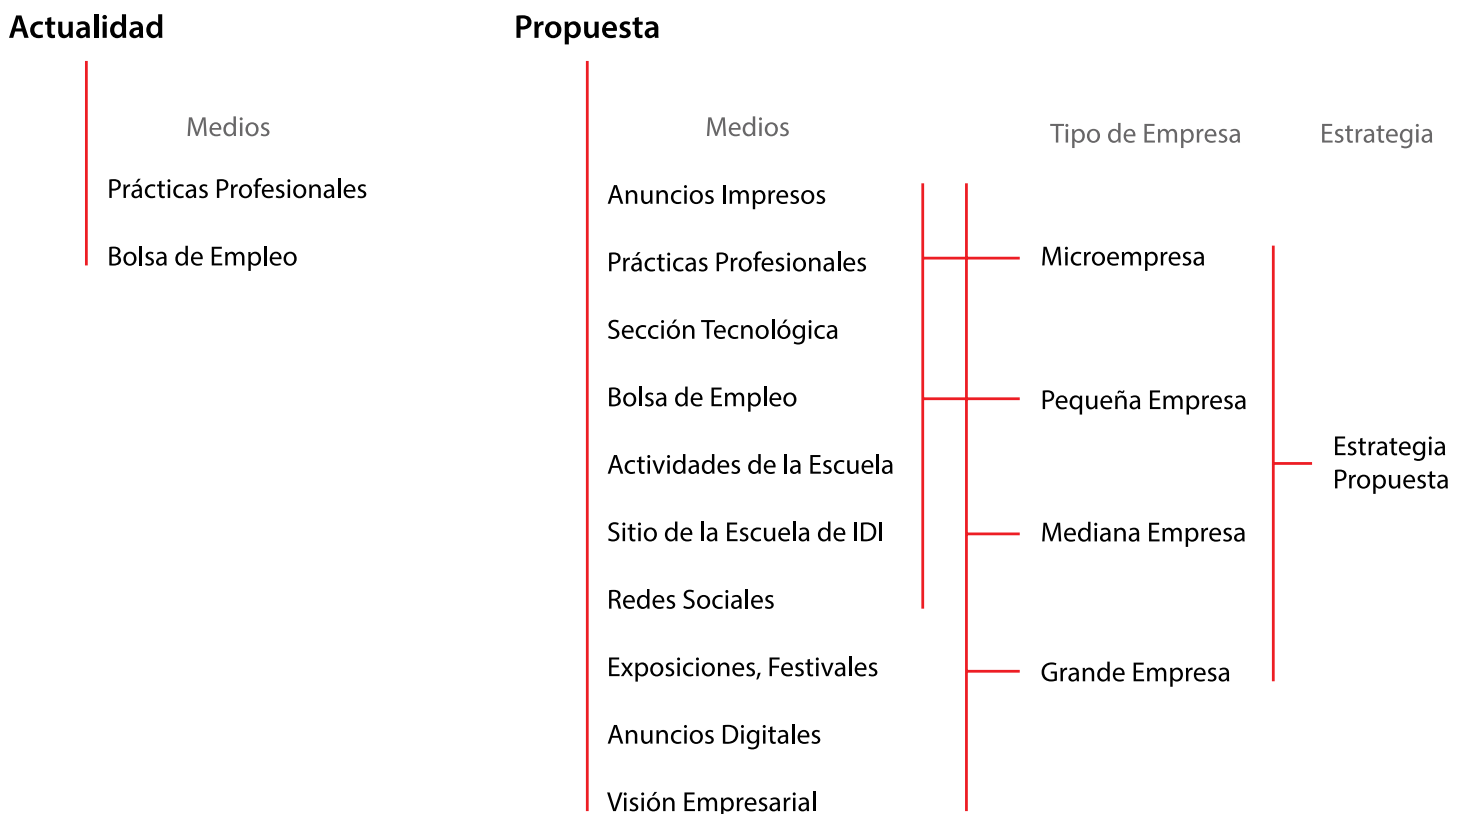 Actualidad
Medios
Prácticas Profesionales
Bolsa de Empleo
Propuesta
Medios
Anuncios Impresos
Prácticas Profesionales
Sección Tecnológica
Bolsa de Empleo
Actividades de la Escuela
Sitio de la Escuela de IDI
Redes Sociales
Exposiciones, Festivales
Anuncios Digitales
Visión Empresarial
Tipo de Empresa
Microempresa
Pequeña Empresa
Mediana Empresa
Grande Empresa
Estrategia
Estrategia
Propuesta